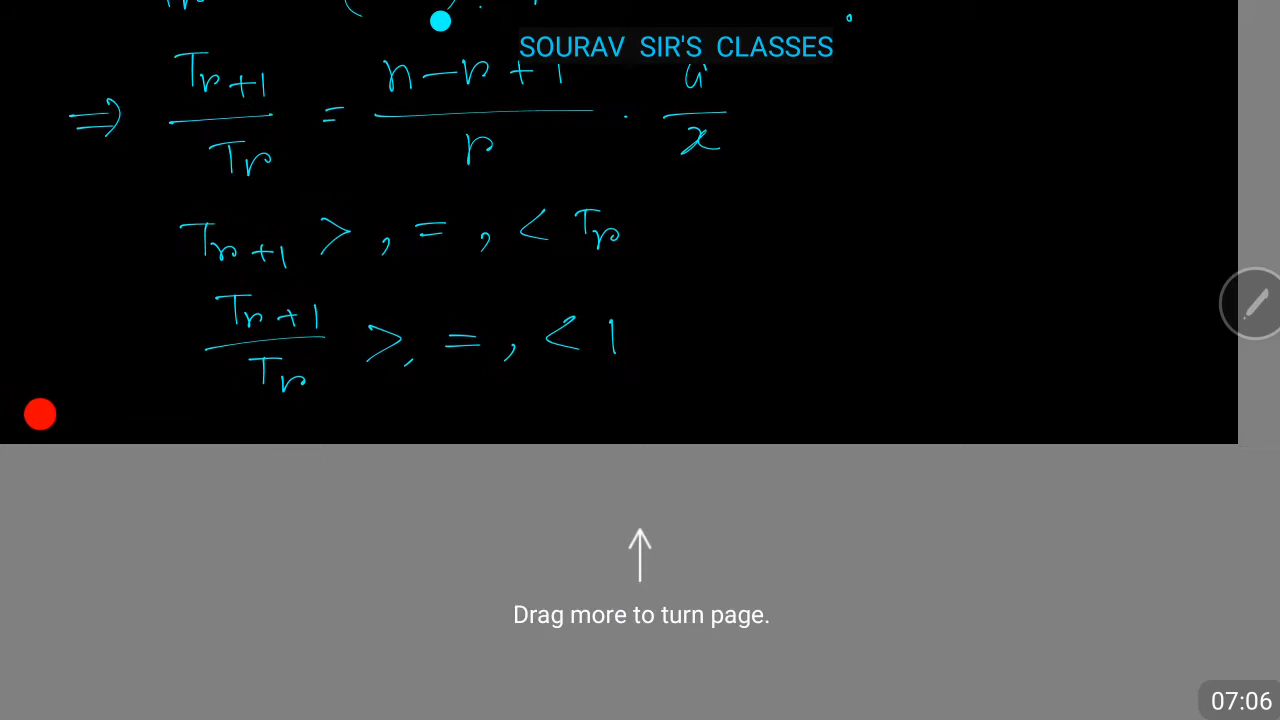 SOURAV SIR'S CLASSES
⇒ Tr+1 / Tr = n-r+1 / r · a / x
Tr+1 >, =, < Tr
Tr+1 / Tr >, =, < 1
Drag more to turn page.
07:06